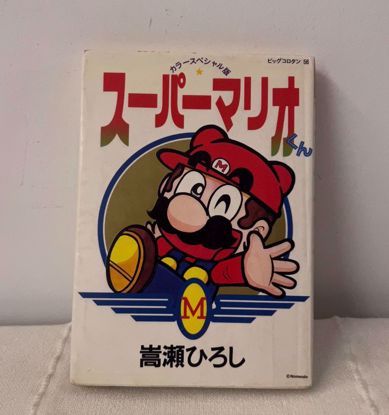 ビッグコロタン 56
カラースペシャル版
スーパーマリオ
くん
M
M
嵩瀬ひろし
©Nintendo